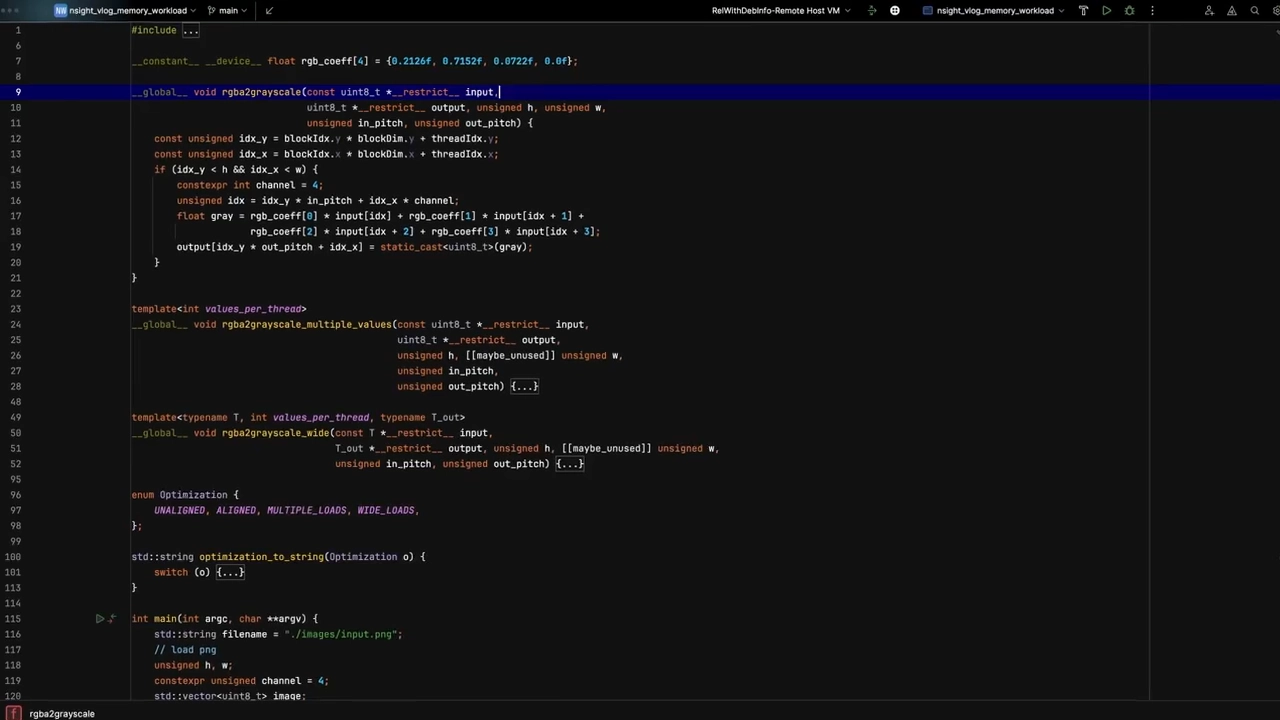 NW nsight_vlog_memory_workload main RelWithDebInfo-Remote Host VM nsight_vlog_memory_workload
1 #include ...
6
7 __constant__ __device__ float rgb_coeff[4] = {0.2126f, 0.7152f, 0.0722f, 0.0f};
8
9 __global__ void rgba2grayscale(const uint8_t *__restrict__ input,
10 uint8_t *__restrict__ output, unsigned h, unsigned w,
11 unsigned in_pitch, unsigned out_pitch) {
12 const unsigned idx_y = blockIdx.y * blockDim.y + threadIdx.y;
13 const unsigned idx_x = blockIdx.x * blockDim.x + threadIdx.x;
14 if (idx_y < h && idx_x < w) {
15 constexpr int channel = 4;
16 unsigned idx = idx_y * in_pitch + idx_x * channel;
17 float gray = rgb_coeff[0] * input[idx] + rgb_coeff[1] * input[idx + 1] +
18 rgb_coeff[2] * input[idx + 2] + rgb_coeff[3] * input[idx + 3];
19 output[idx_y * out_pitch + idx_x] = static_cast<uint8_t>(gray);
20 }
21 }
22
23 template<int values_per_thread>
24 __global__ void rgba2grayscale_multiple_values(const uint8_t *__restrict__ input,
25 uint8_t *__restrict__ output,
26 unsigned h, [[maybe_unused]] unsigned w,
27 unsigned in_pitch,
28 unsigned out_pitch) {...}
48
49 template<typename T, int values_per_thread, typename T_out>
50 __global__ void rgba2grayscale_wide(const T *__restrict__ input,
51 T_out *__restrict__ output, unsigned h, [[maybe_unused]] unsigned w,
52 unsigned in_pitch, unsigned out_pitch) {...}
95
96 enum Optimization {
97 UNALIGNED, ALIGNED, MULTIPLE_LOADS, WIDE_LOADS,
98 };
99
100 std::string optimization_to_string(Optimization o) {
101 switch (o) {...}
113 }
114
115 int main(int argc, char **argv) {
116 std::string filename = "./images/input.png";
117 // load png
118 unsigned h, w;
119 constexpr unsigned channel = 4;
120 std::vector<uint8_t> image;
f rgba2grayscale